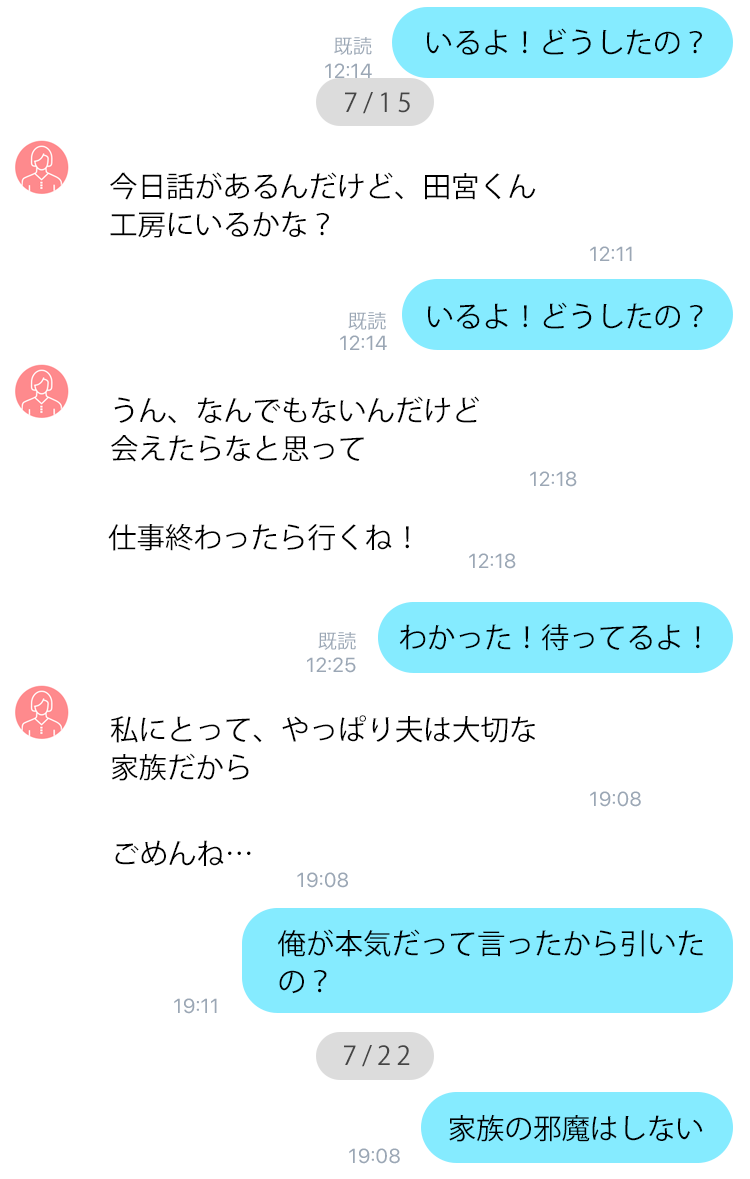 いるよ！どうしたの？
既読
12:14
7/15
今日話があるんだけど、田宮くん
工房にいるかな？
12:11
いるよ！どうしたの？
既読
12:14
うん、なんでもないんだけど
会えたらなと思って
12:18
仕事終わったら行くね！
12:18
わかった！待ってるよ！
既読
12:25
私にとって、やっぱり夫は大切な
家族だから
19:08
ごめんね…
19:08
俺が本気だって言ったから引いた
の？
19:11
7/22
家族の邪魔はしない
19:08